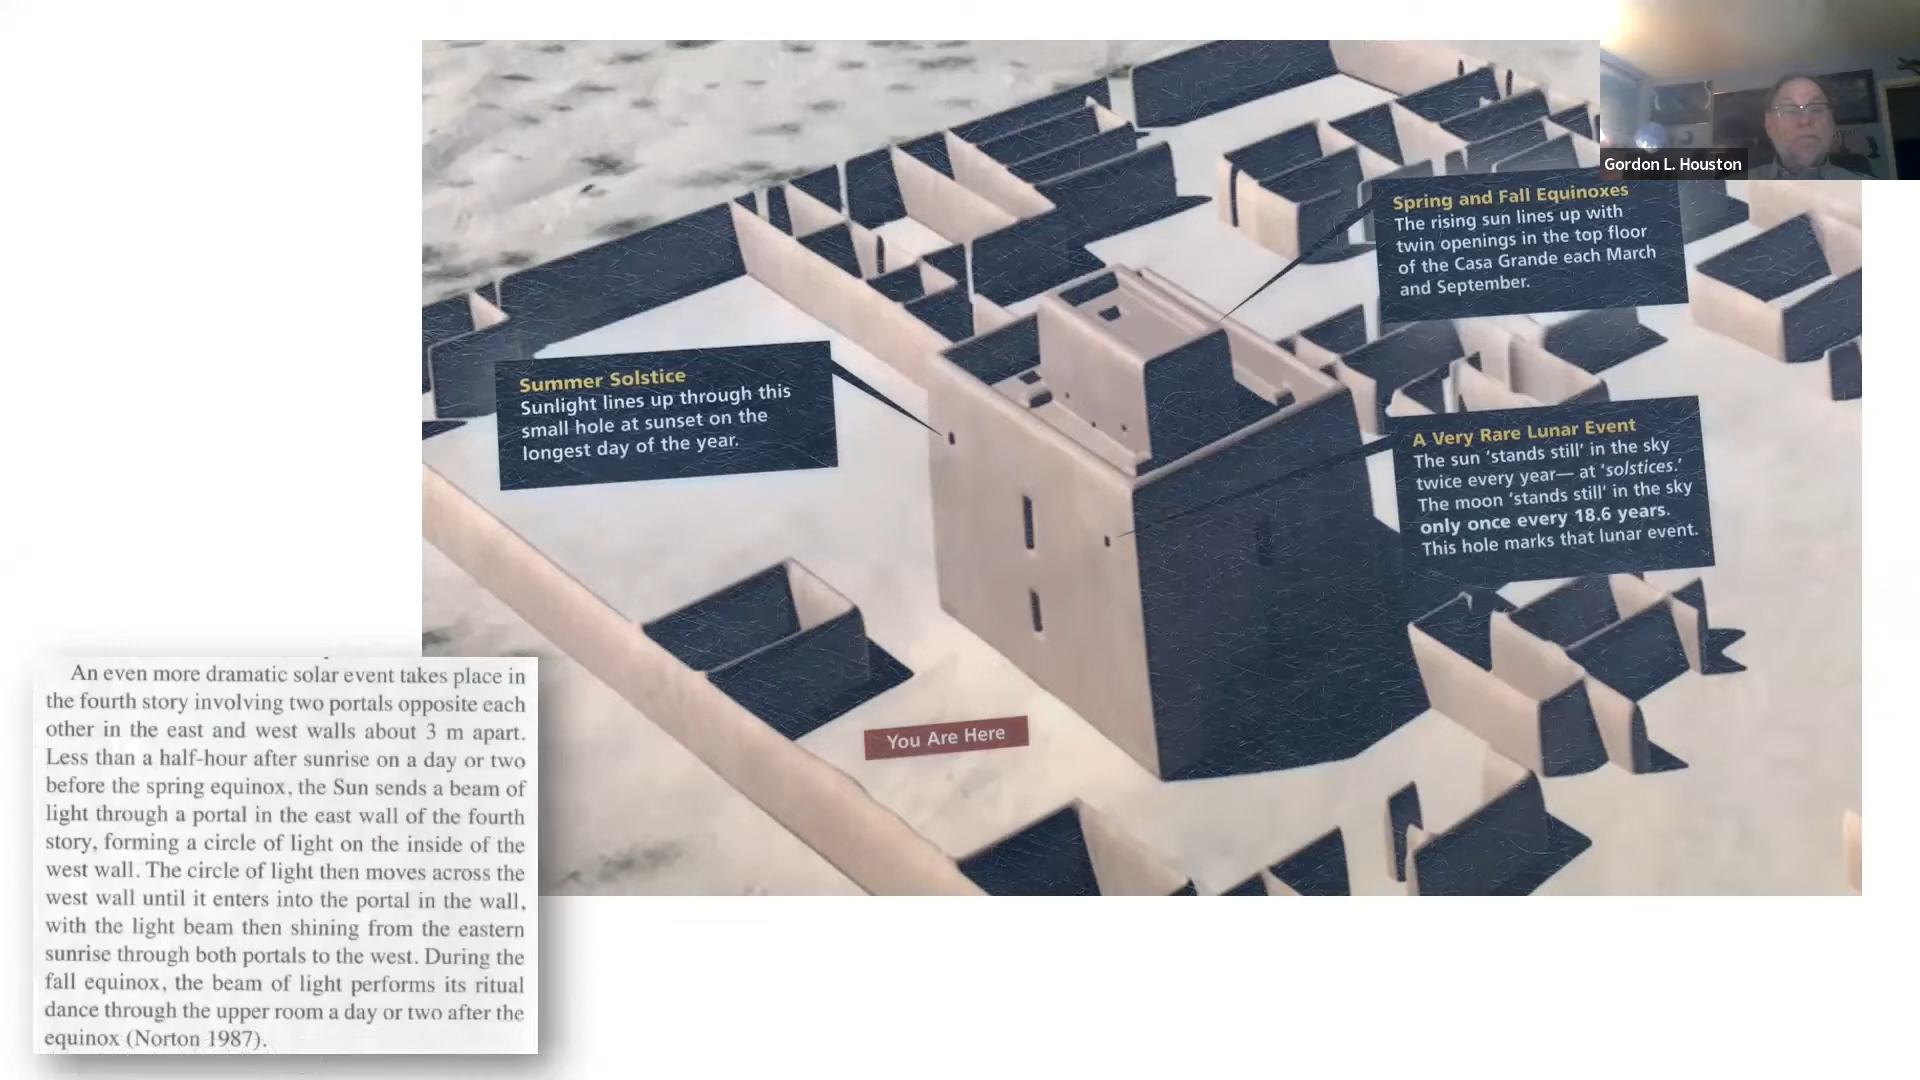 Gordon L. Houston
Spring and Fall Equinoxes
The rising sun lines up with
twin openings in the top floor
of the Casa Grande each March
and September.
Summer Solstice
Sunlight lines up through this
small hole at sunset on the
longest day of the year.
A Very Rare Lunar Event
The sun ‘stands still’ in the sky
twice every year— at ‘solstices.’
The moon ‘stands still’ in the sky
only once every 18.6 years.
This hole marks that lunar event.
You Are Here
An even more dramatic solar event takes place in
the fourth story involving two portals opposite each
other in the east and west walls about 3 m apart.
Less than a half-hour after sunrise on a day or two
before the spring equinox, the Sun sends a beam of
light through a portal in the east wall of the fourth
story, forming a circle of light on the inside of the
west wall. The circle of light then moves across the
west wall until it enters into the portal in the wall,
with the light beam then shining from the eastern
sunrise through both portals to the west. During the
fall equinox, the beam of light performs its ritual
dance through the upper room a day or two after the
equinox (Norton 1987).